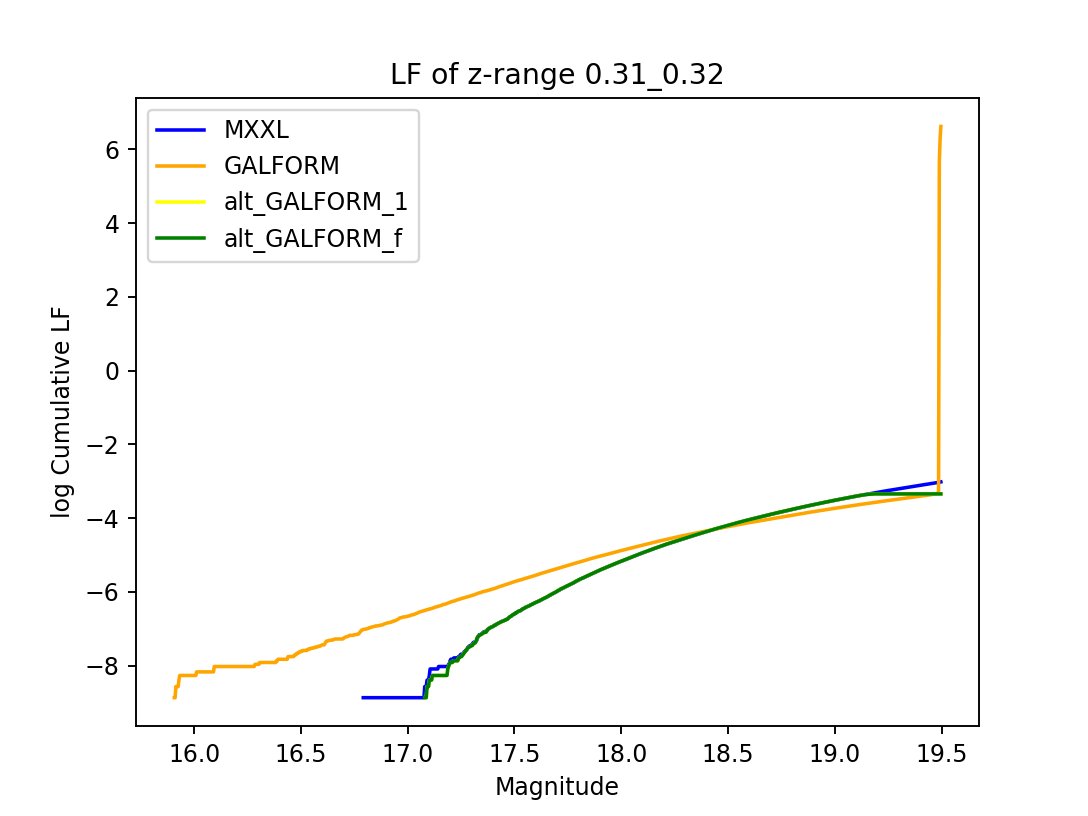 LF of z-range 0.31_0.32
MXXL
GALFORM
alt_GALFORM_1
alt_GALFORM_f
log Cumulative LF
6
4
2
0
−2
−4
−6
−8
16.0 16.5 17.0 17.5 18.0 18.5 19.0 19.5
Magnitude